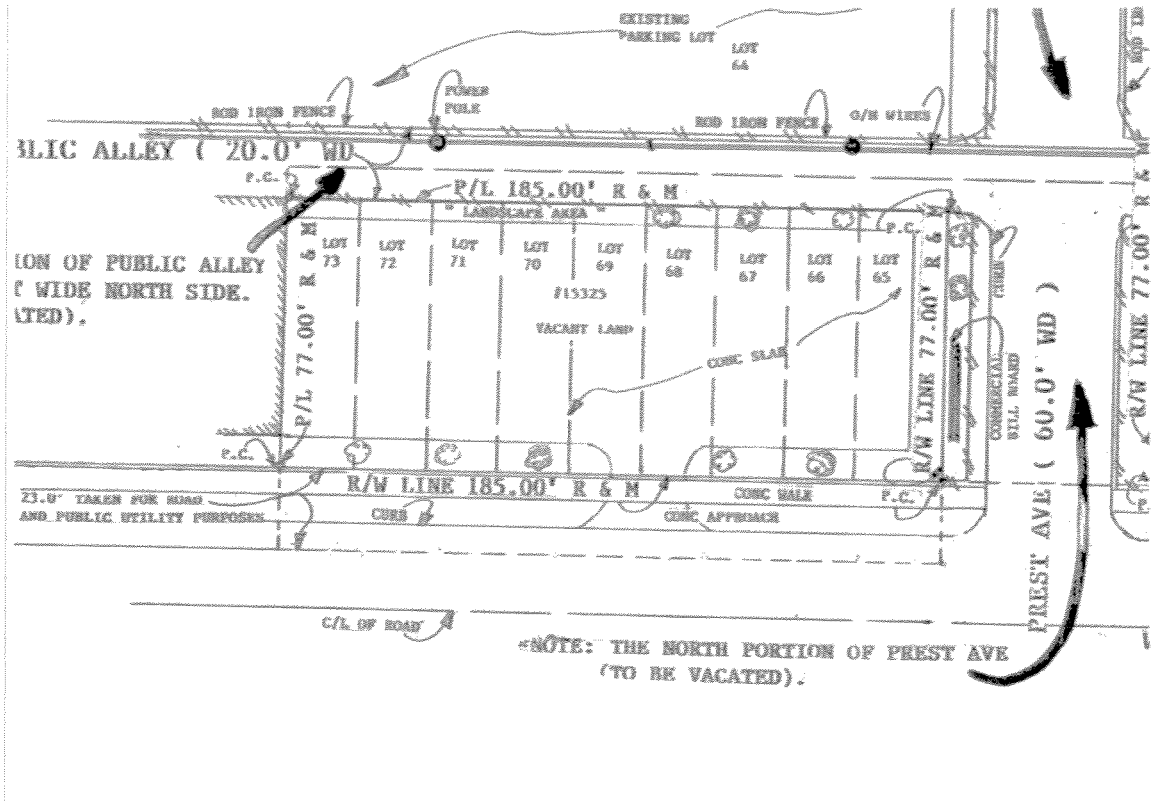 EXISTING
PARKING LOT
LOT
64
ROD IRON FENCE
POWER
POLE
ROD IRON FENCE
O/H WIRES
BLIC ALLEY ( 20.0' WD
P.C.
P/L 185.00' R & M
" LANDSCAPE AREA "
P.C.
LOT
73
LOT
72
LOT
71
LOT
70
LOT
69
LOT
68
LOT
67
LOT
66
LOT
65
#15325
VACANT LAND
CONC SLAB
ION OF PUBLIC ALLEY
T WIDE NORTH SIDE.
ATED).
P/L 77.00' R & M
R/W LINE 77.00' R & M
CURB
COMMERCIAL
BILL BOARD
PREST AVE ( 60.0' WD )
R/W LINE 77.00' R & M
ROD IR
P.C.
R/W LINE 185.00' R & M
CONC WALK
P.C.
23.0' TAKEN FOR ROAD
AND PUBLIC UTILITY PURPOSES
CURB
CONC APPROACH
C/L OF ROAD
*NOTE: THE NORTH PORTION OF PREST AVE
(TO BE VACATED).